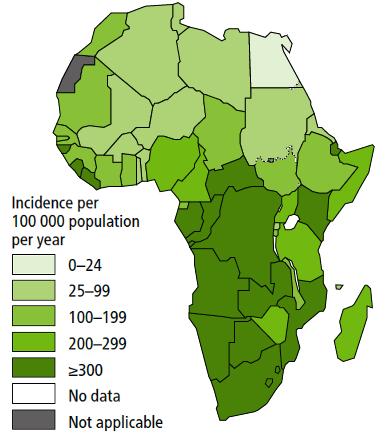 Incidence per
100 000 population
per year
0–24
25–99
100–199
200–299
≥300
No data
Not applicable